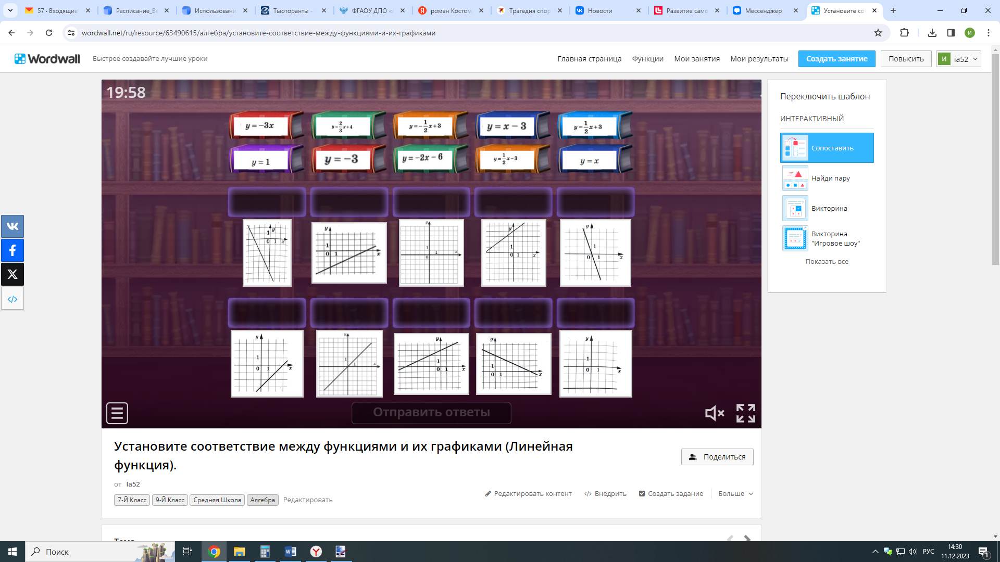 57 · Входящие
Расписание_Ве
Использовани
Тьюторанты -
ФГАОУ ДПО «А
роман Костома
Трагедия спор
Новости
Развитие само
Мессенджер
Установите со
wordwall.net/ru/resource/63490615/алгебра/установите-соответствие-между-функциями-и-их-графиками
Wordwall
Быстрее создавайте лучшие уроки
Главная страница
Функции
Мои занятия
Мои результаты
Создать занятие
Повысить
И
ia52
19:58
y = −3x
y = 2/3 x + 4
y = − 1/2 x + 3
y = x − 3
y = 1/2 x + 3
y = 1
y = −3
y = −2x − 6
y = 1/2 x − 3
y = x
1 y
0 1 x
y
1
0 1 x
y
1
0 1 x
y
1
0 1 x
y
1
0 1 x
y
1
0 1 x
y
1
1 x
y
1
0 1 x
y
1
0 1 x
y
1
0 1 x
Отправить ответы
Переключить шаблон
ИНТЕРАКТИВНЫЙ
Сопоставить
Найди пару
Викторина
Викторина
"Игровое шоу"
Показать все
Установите соответствие между функциями и их графиками (Линейная
функция).
Поделиться
от Ia52
7-Й Класс
9-Й Класс
Средняя Школа
Алгебра
Редактировать
Редактировать контент
Внедрить
Создать задание
Больше
Тема
Поиск
РУС
14:30
11.12.2023
1